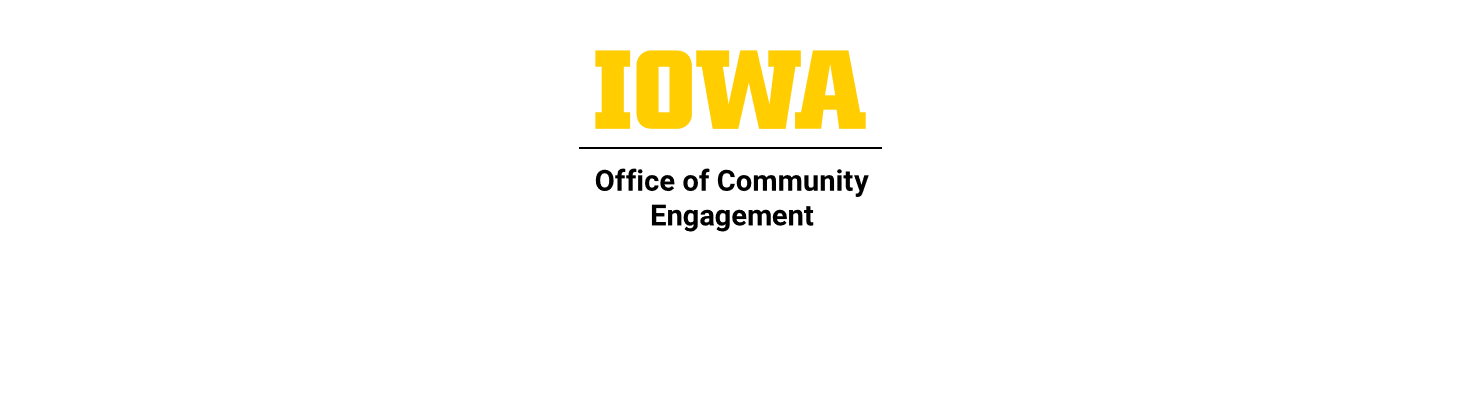 IOWA
Office of Community
Engagement